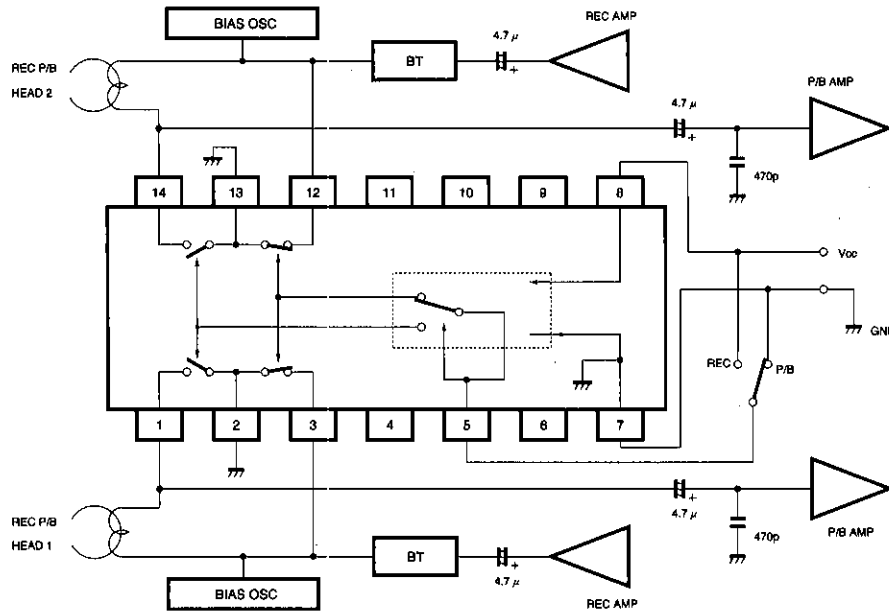 BIAS OSC
REC AMP
4.7 μ
+
BT
REC P/B
HEAD 2
4.7 μ
+
P/B AMP
470p
14
13
12
11
10
9
8
Vcc
GN
REC
P/B
1
2
3
4
5
6
7
REC P/B
HEAD 1
4.7 μ
+
470p
P/B AMP
BT
4.7 μ
+
REC AMP
BIAS OSC